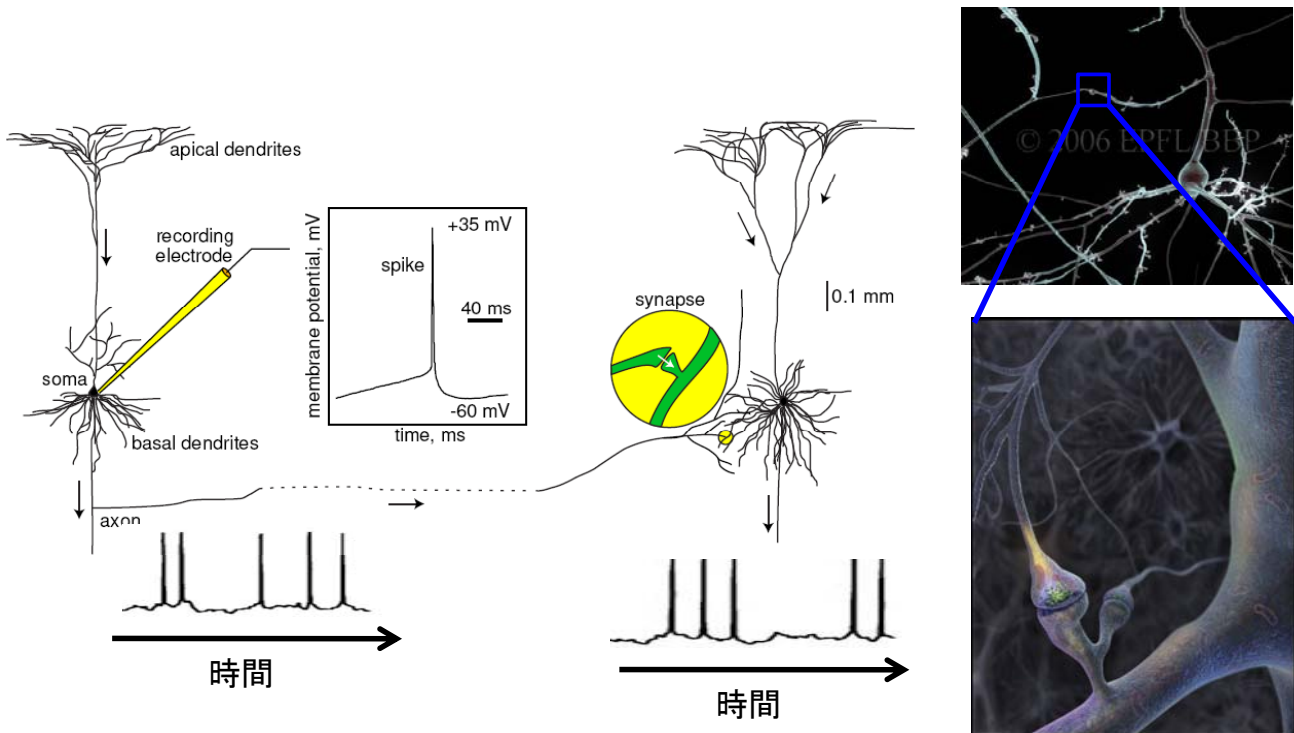 apical dendrites
recording
electrode
soma
basal dendrites
axon
membrane potential, mV
+35 mV
spike
40 ms
-60 mV
time, ms
synapse
0.1 mm
時間
時間
© 2006 EPFL/BBP